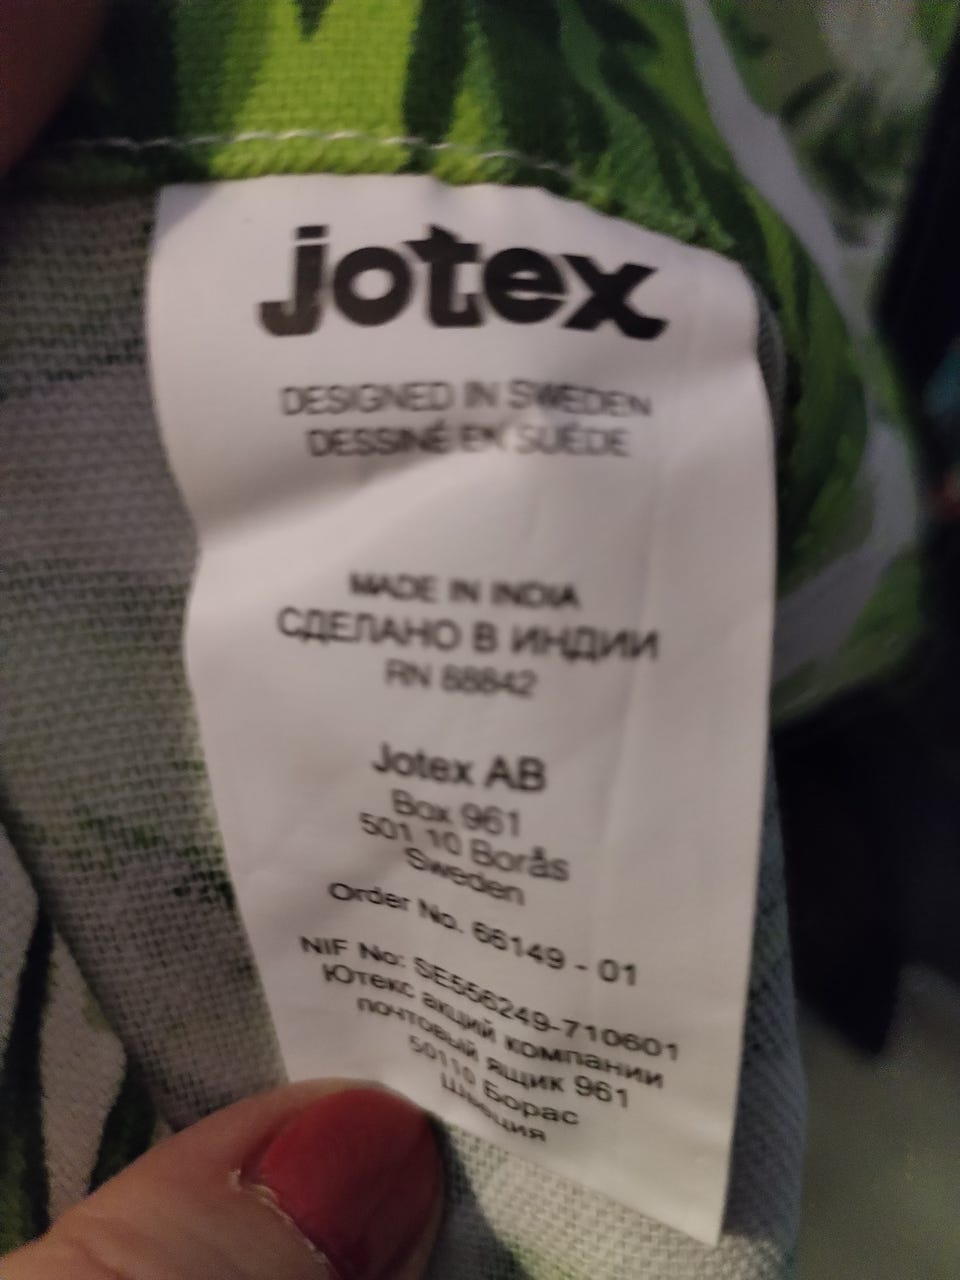 jotex
DESIGNED IN SWEDEN
DESSINÉ EN SUÉDE
MADE IN INDIA
СДЕЛАНО В ИНДИИ
RN 88842
Jotex AB
Box 961
501 10 Borås
Sweden
Order No. 66149 - 01
NIF No: SE556249-710601
Ютекс акций компании
почтовый ящик 961
50110 Борас
Швеция